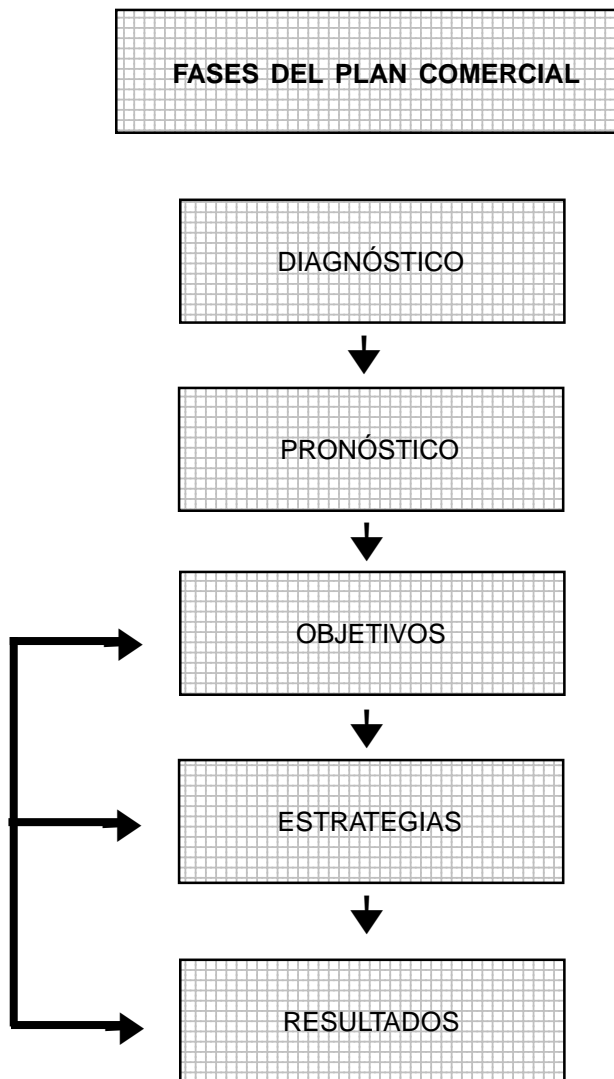 FASES DEL PLAN COMERCIAL
DIAGNÓSTICO
PRONÓSTICO
OBJETIVOS
ESTRATEGIAS
RESULTADOS